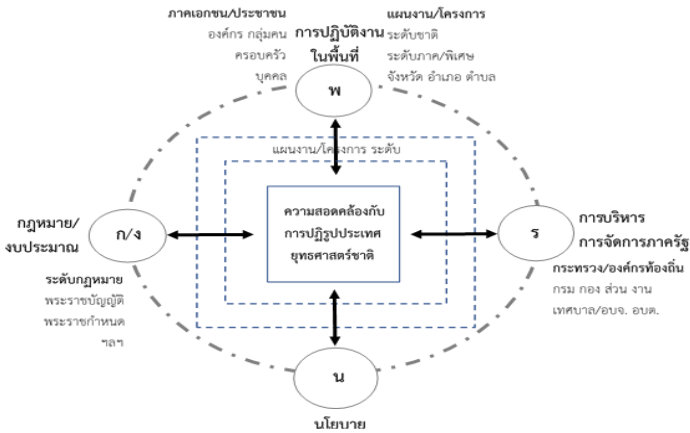 ภาคเอกชน/ประชาชน
องค์กร กลุ่มคน
ครอบครัว
บุคคล
การปฏิบัติงาน
ในพื้นที่
แผนงาน/โครงการ
ระดับชาติ
ระดับภาค/พิเศษ
จังหวัด อำเภอ ตำบล
พ
แผนงาน/โครงการ ระดับ
ความสอดคล้องกับ
การปฏิรูปประเทศ
ยุทธศาสตร์ชาติ
กฎหมาย/
งบประมาณ
ก/ง
ระดับกฎหมาย
พระราชบัญญัติ
พระราชกำหนด
ฯลฯ
ร
การบริหาร
การจัดการภาครัฐ
กระทรวง/องค์กรท้องถิ่น
กรม กอง ส่วน งาน
เทศบาล/อบจ. อบต.
น
นโยบาย